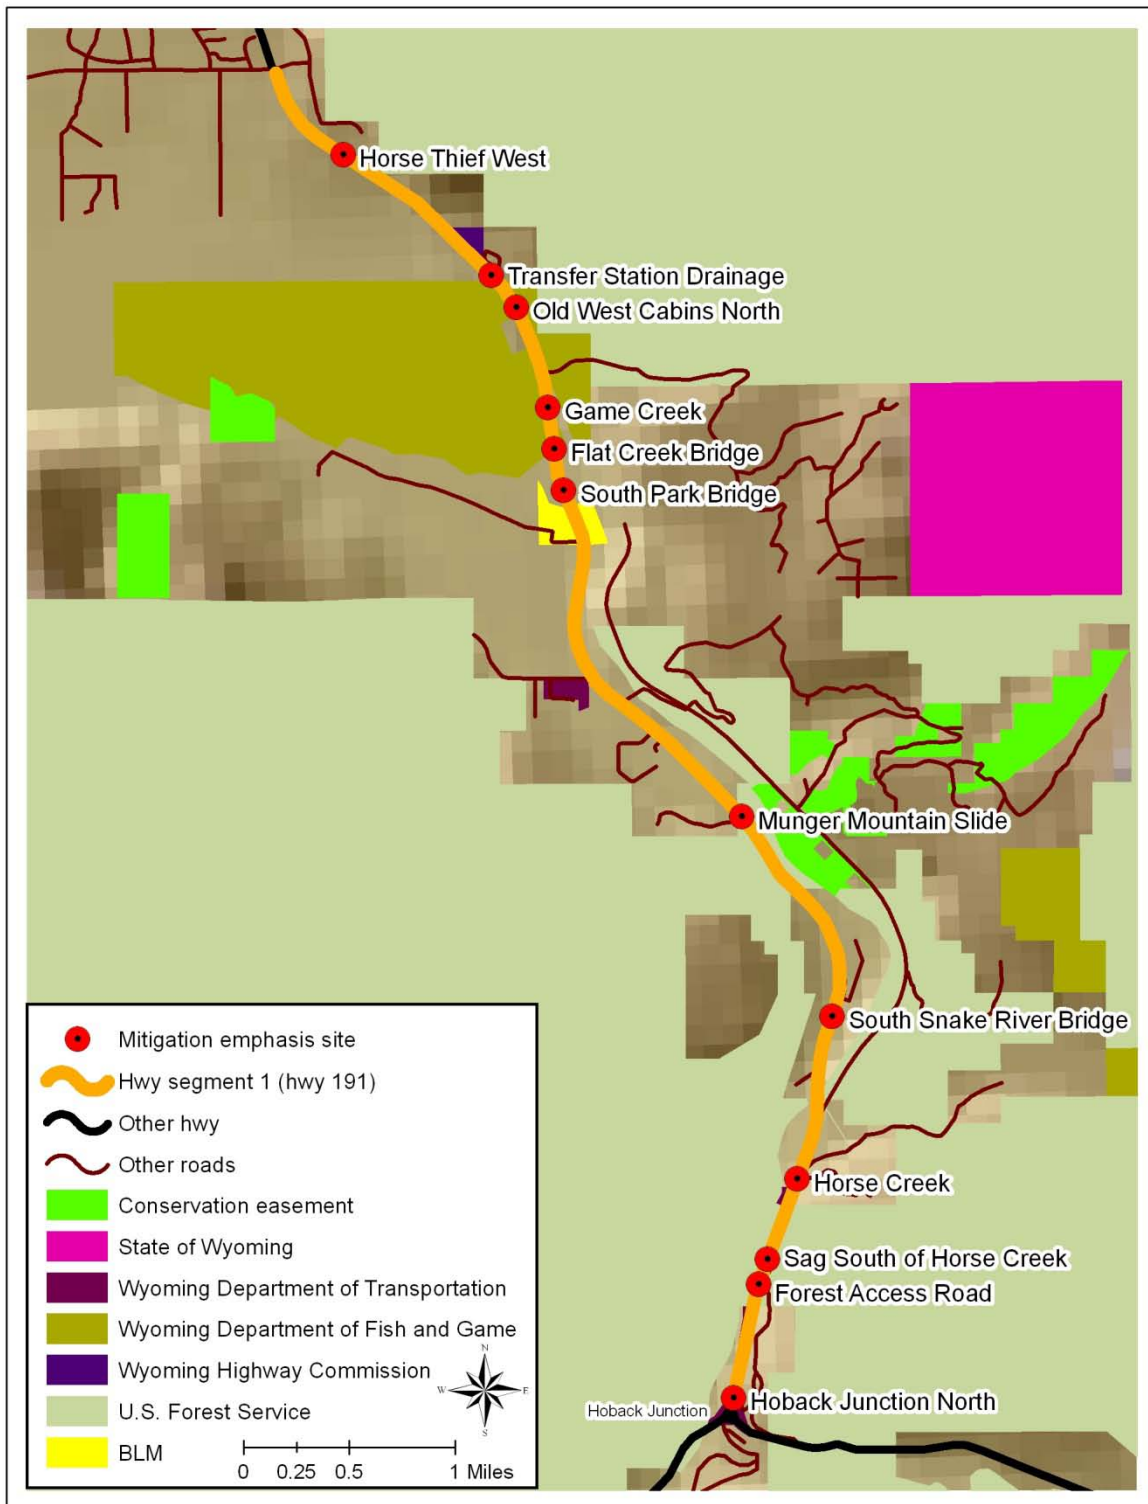 Horse Thief West
Transfer Station Drainage
Old West Cabins North
Game Creek
Flat Creek Bridge
South Park Bridge
Munger Mountain Slide
South Snake River Bridge
Horse Creek
Sag South of Horse Creek
Forest Access Road
Hoback Junction North
Hoback Junction
Mitigation emphasis site
Hwy segment 1 (hwy 191)
Other hwy
Other roads
Conservation easement
State of Wyoming
Wyoming Department of Transportation
Wyoming Department of Fish and Game
Wyoming Highway Commission
U.S. Forest Service
BLM
N
W E
S
0 0.25 0.5 1 Miles